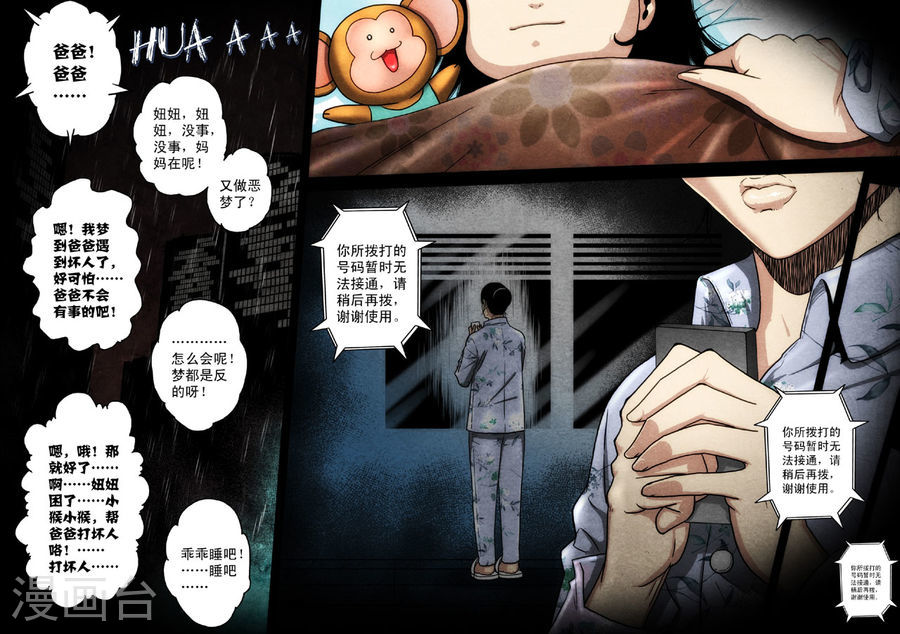 爸爸！
爸爸
……
HUA A A A
妞妞，妞
妞，没事，
没事，妈
妈在呢！
又做恶
梦了？
嗯！我梦
到爸爸遇
到坏人了，
好可怕……
爸爸不会
有事的吧！
…………
怎么会呢！
梦都是反
的呀！
嗯，哦！那
就好了……
啊……妞妞
困了……小
猴小猴，帮
爸爸打坏人
咯！……
打坏人……
乖乖睡吧！
……睡吧
……
你所拨打的
号码暂时无
法接通，请
稍后再拨，
谢谢使用。
你所拨打的
号码暂时无
法接通，请
稍后再拨，
谢谢使用。
你所拨打的
号码暂时无
法接通，请
稍后再拨，
谢谢使用。
漫画台